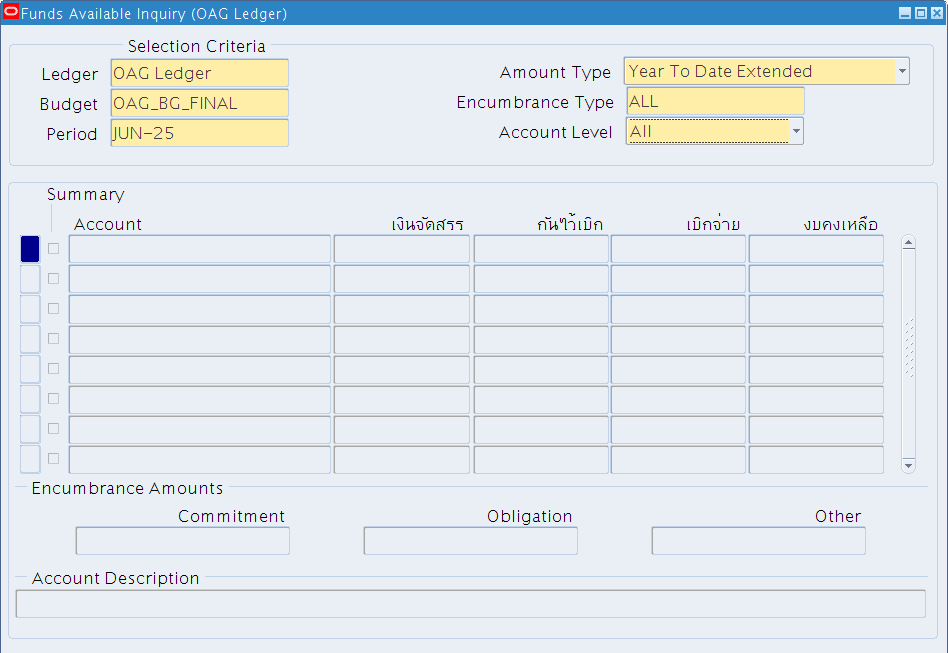 Funds Available Inquiry (OAG Ledger)
Selection Criteria
Ledger OAG Ledger Amount Type Year To Date Extended
Budget OAG_BG_FINAL Encumbrance Type ALL
Period JUN-25 Account Level All
Summary
Account เงินจัดสรร กันไว้เบิก เบิกจ่าย งบคงเหลือ
Encumbrance Amounts
Commitment Obligation Other
Account Description